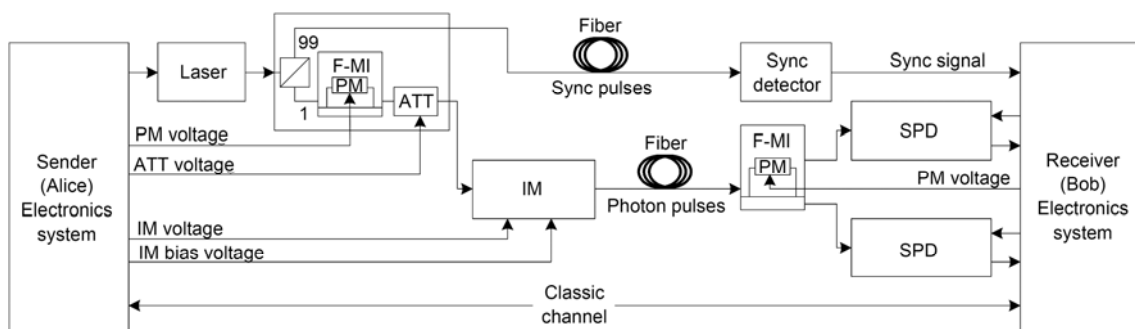 Sender
(Alice)
Electronics
system
Laser
99
1
F-MI
PM
ATT
PM voltage
ATT voltage
IM voltage
IM bias voltage
IM
Fiber
Sync pulses
Fiber
Photon pulses
Sync
detector
Sync signal
F-MI
PM
SPD
PM voltage
SPD
Receiver
(Bob)
Electronics
system
Classic
channel